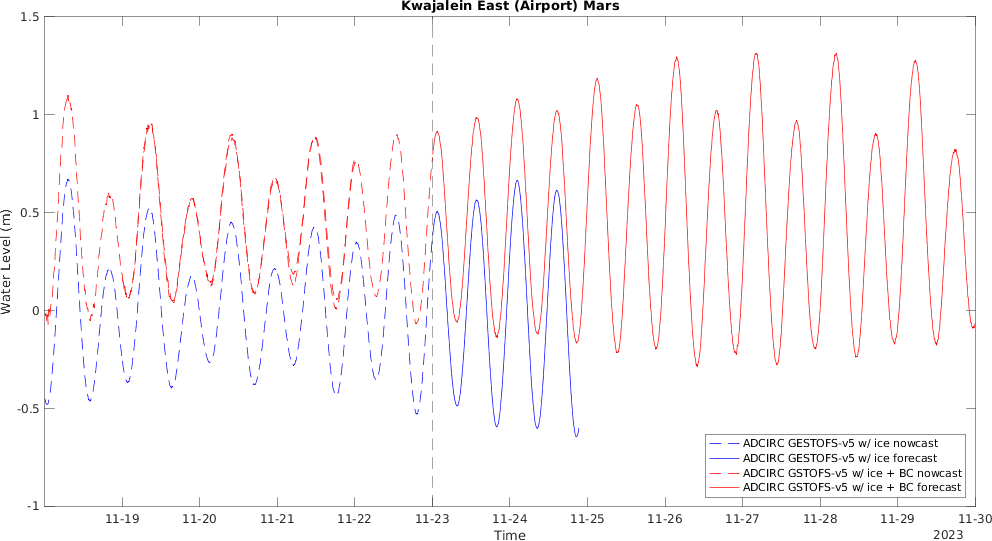 Kwajalein East (Airport) Mars
1.5
1
0.5
0
-0.5
-1
Water Level (m)
ADCIRC GESTOFS-v5 w/ ice nowcast
ADCIRC GESTOFS-v5 w/ ice forecast
ADCIRC GSTOFS-v5 w/ ice + BC nowcast
ADCIRC GSTOFS-v5 w/ ice + BC forecast
11-19 11-20 11-21 11-22 11-23 11-24 11-25 11-26 11-27 11-28 11-29 11-30
Time
2023